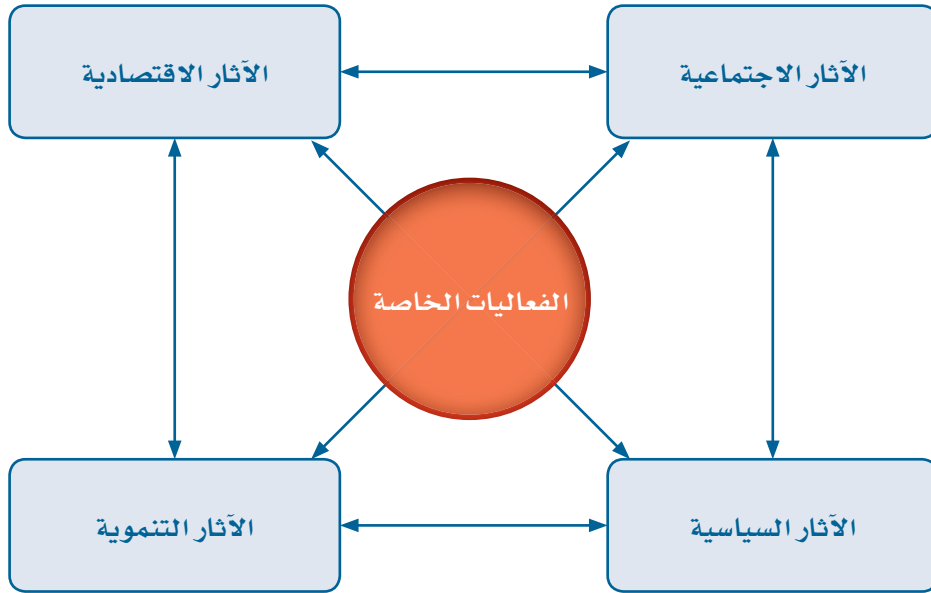 الآثار الاجتماعية
الآثار الاقتصادية
الفعاليات الخاصة
الآثار السياسية
الآثار التنموية